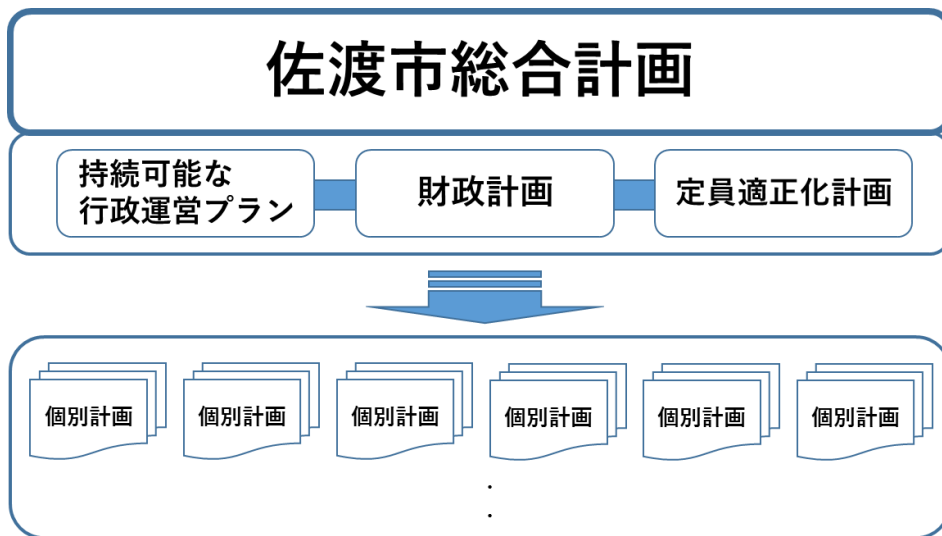 佐渡市総合計画
持続可能な
行政運営プラン
財政計画
定員適正化計画
個別計画
個別計画
個別計画
個別計画
個別計画
個別計画
.
.